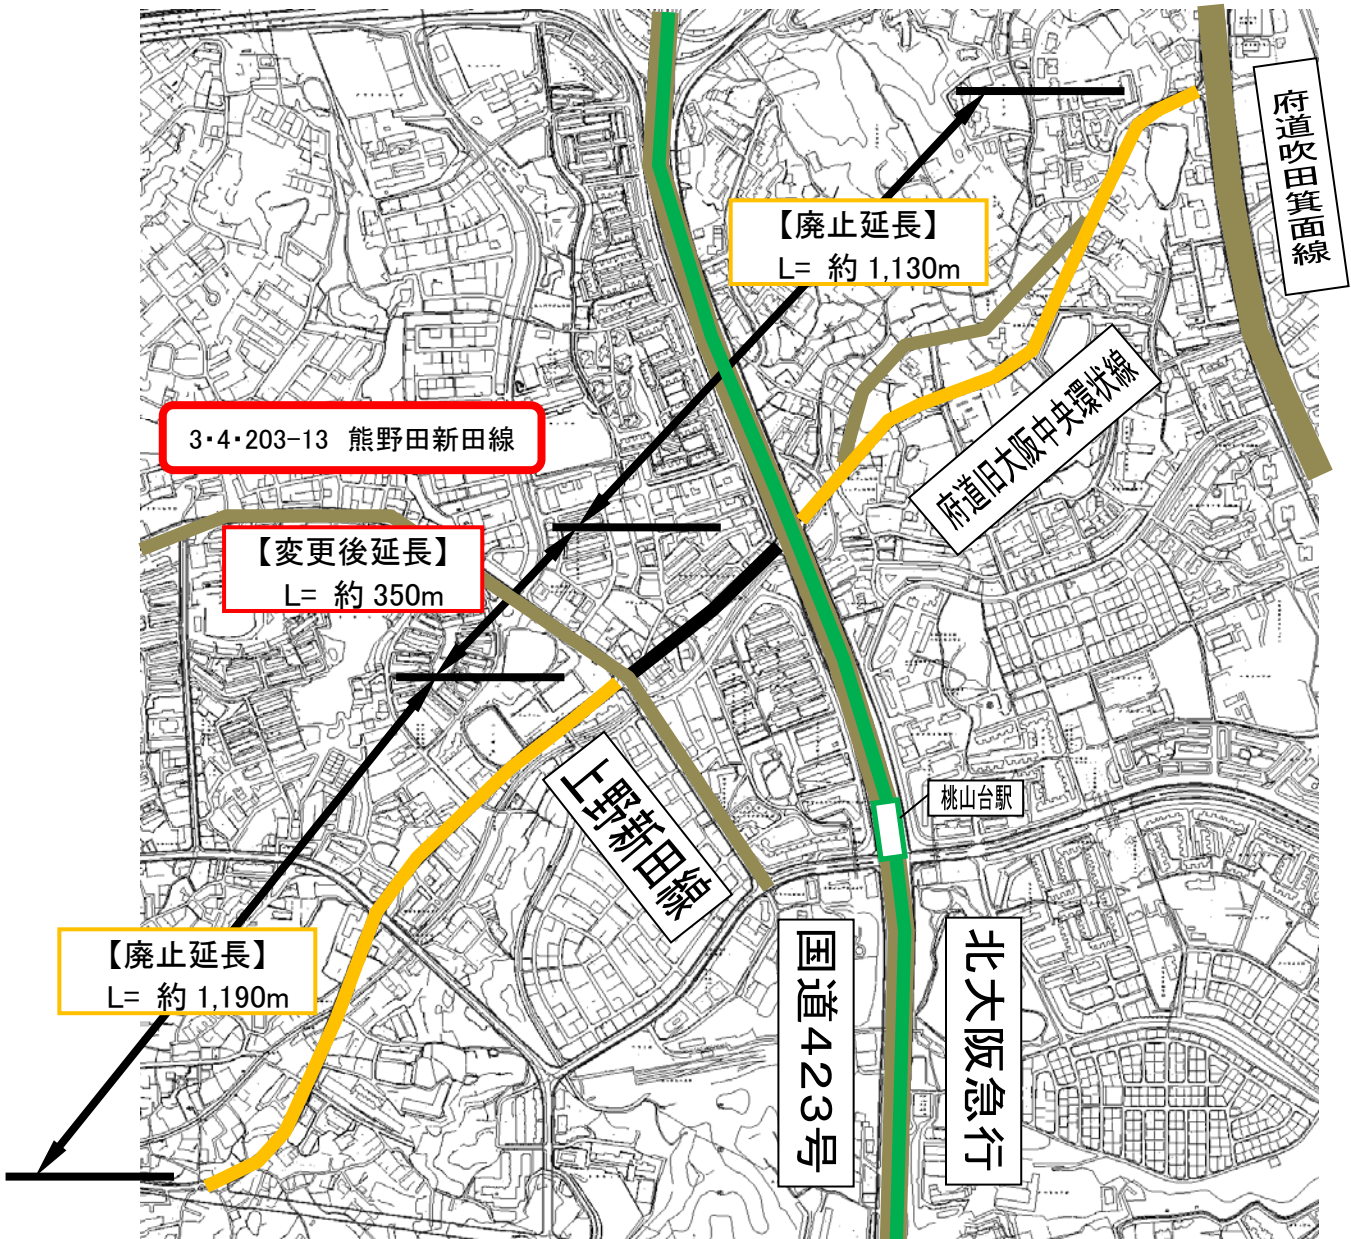 府道吹田箕面線
【廃止延長】
L= 約 1,130m
府道旧大阪中央環状線
3・4・203-13 熊野田新田線
【変更後延長】
L= 約 350m
上野新田線
桃山台駅
【廃止延長】
L= 約 1,190m
国道423号
北大阪急行